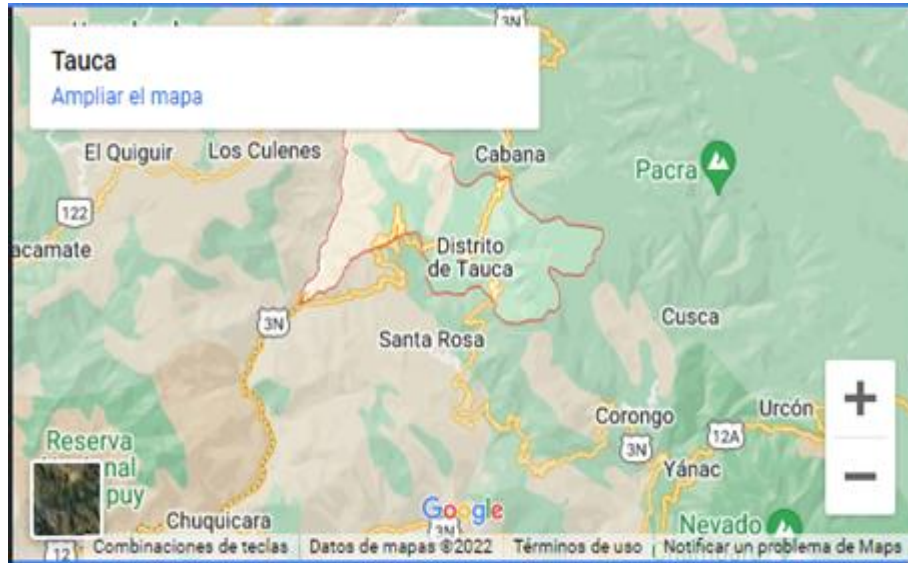 3N
Tauca
Ampliar el mapa
El Quiguir
Los Culenes
Cabana
Pacra
122
acamate
Distrito
de Tauca
3N
Cusca
Santa Rosa
Corongo
Urcón
3N
12A
Yánac
Reserva
nal
puy
Google
Chuquicara
3N
Nevado
12
Combinaciones de teclas
Datos de mapas ©2022
Términos de uso
Notificar un problema de Maps